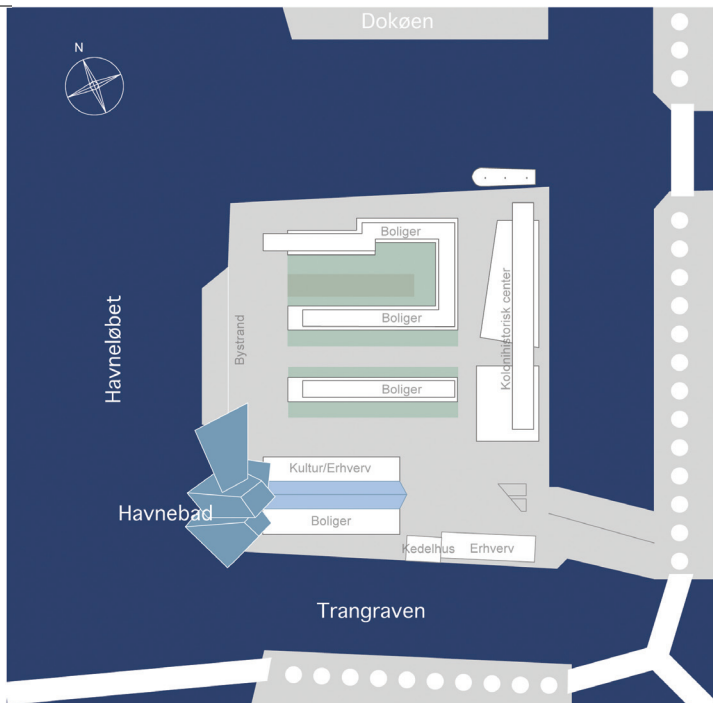 Dokøen
N
Boliger
Boliger
Boliger
Kolonihistorisk center
Bystrand
Havneløbet
Kultur/Erhverv
Havnebad
Boliger
Kedelhus
Erhverv
Trangraven